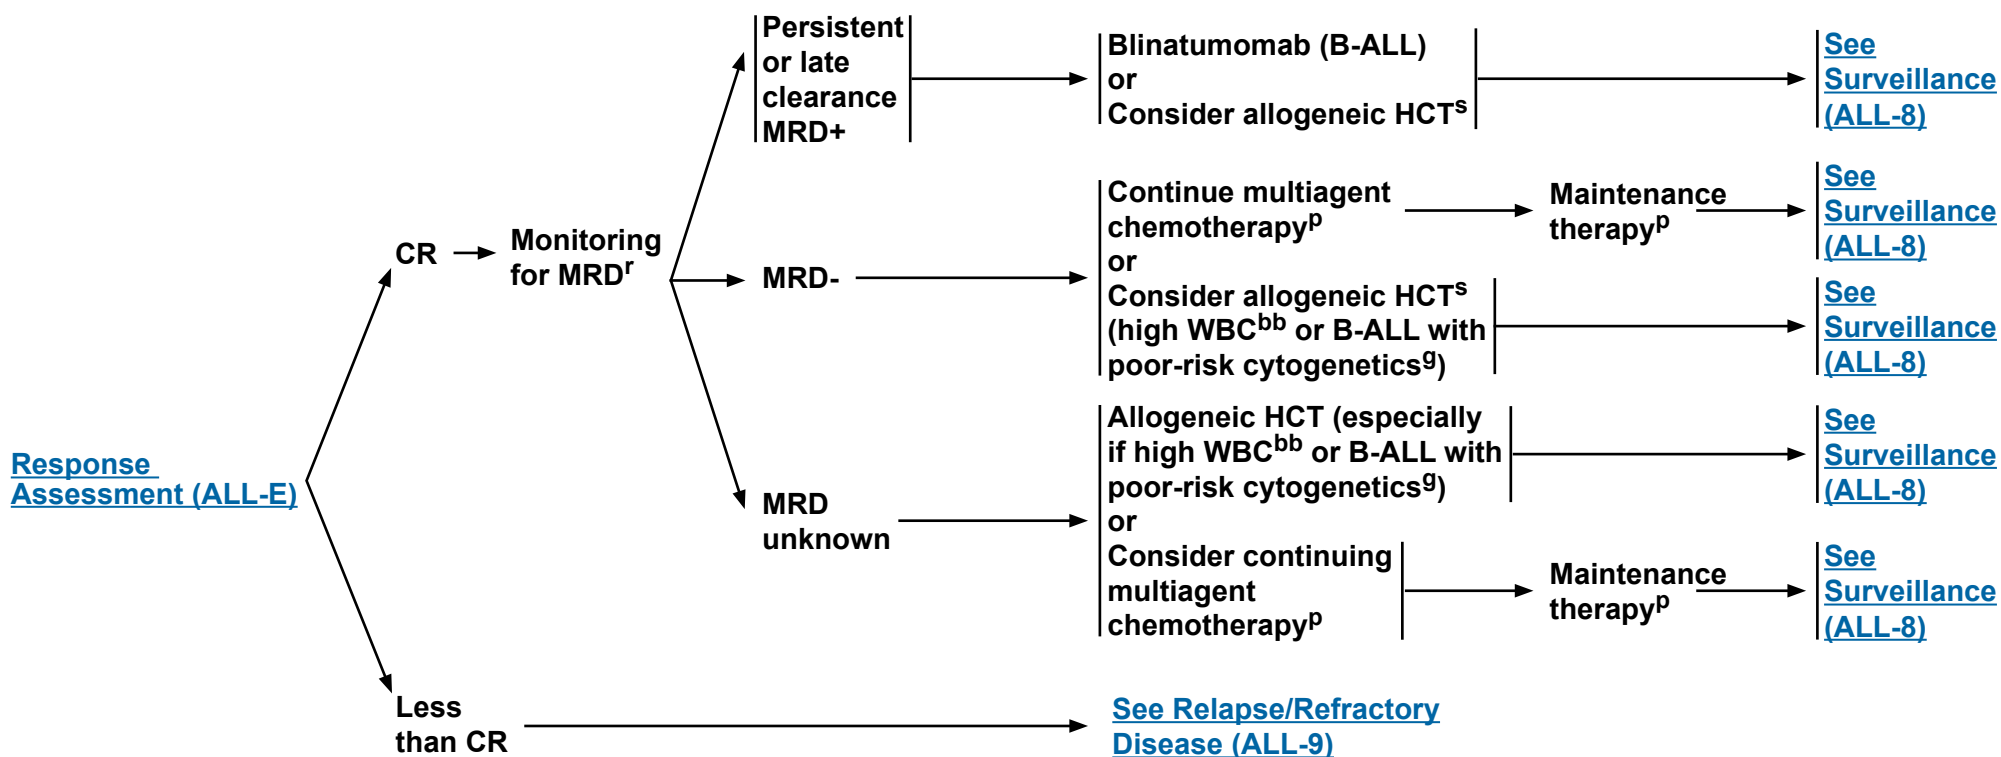 Response
Assessment (ALL-E)
CR
Monitoring
for MRDʳ
Persistent
or late
clearance
MRD+
Blinatumomab (B-ALL)
or
Consider allogeneic HCTˢ
See
Surveillance
(ALL-8)
MRD-
Continue multiagent
chemotherapyᵖ
or
Consider allogeneic HCTˢ
(high WBCᵇᵇ or B-ALL with
poor-risk cytogeneticsᵍ)
Maintenance
therapyᵖ
See
Surveillance
(ALL-8)
See
Surveillance
(ALL-8)
MRD
unknown
Allogeneic HCT (especially
if high WBCᵇᵇ or B-ALL with
poor-risk cytogeneticsᵍ)
or
Consider continuing
multiagent
chemotherapyᵖ
See
Surveillance
(ALL-8)
Maintenance
therapyᵖ
See
Surveillance
(ALL-8)
Less
than CR
See Relapse/Refractory
Disease (ALL-9)